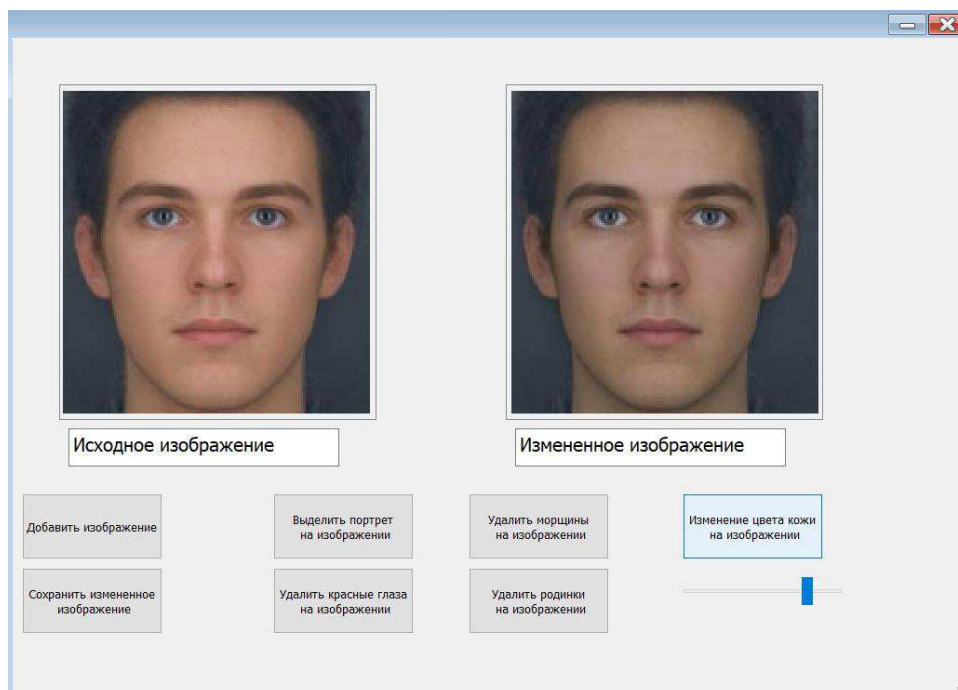 Исходное изображение
Измененное изображение
Добавить изображение
Выделить портрет
на изображении
Удалить морщины
на изображении
Изменение цвета кожи
на изображении
Сохранить измененное
изображение
Удалить красные глаза
на изображении
Удалить родинки
на изображении